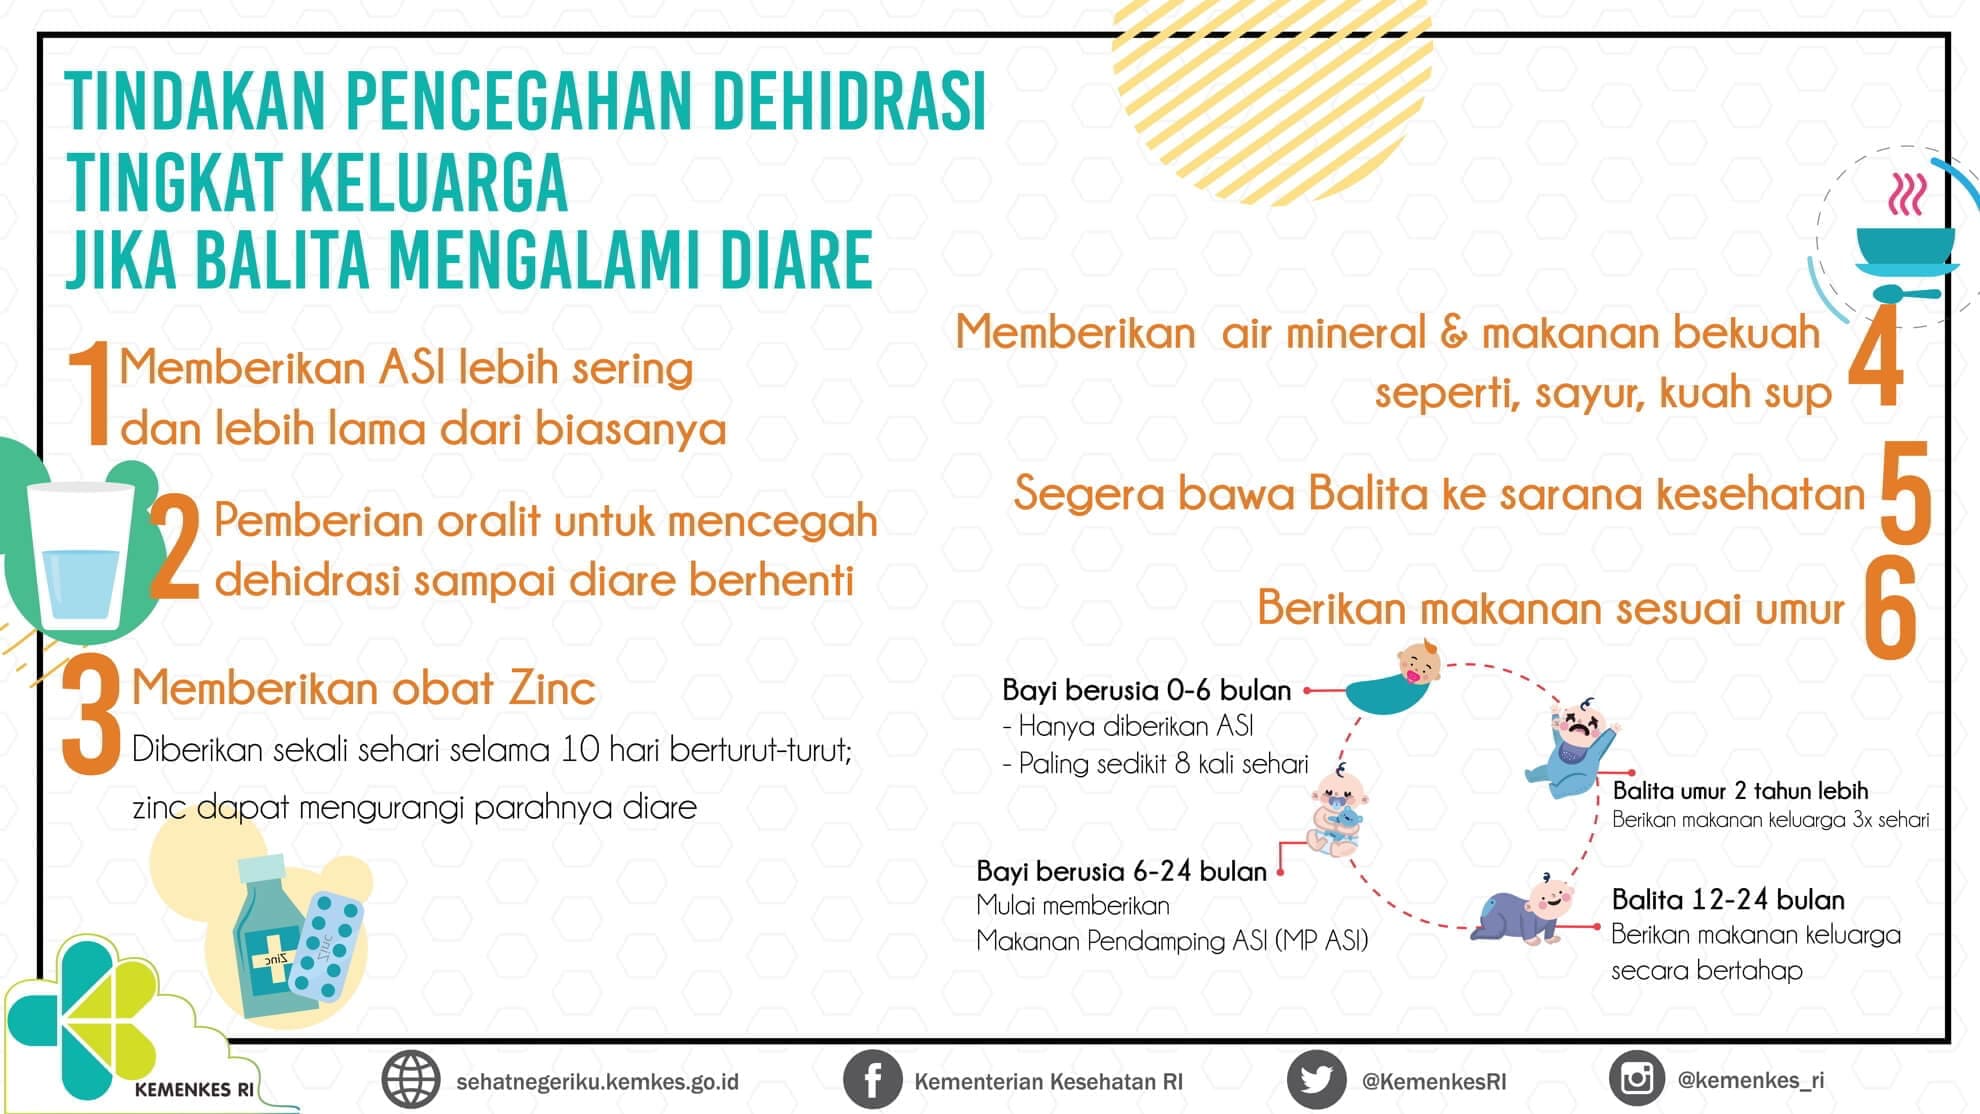 TINDAKAN PENCEGAHAN DEHIDRASI
TINGKAT KELUARGA
JIKA BALITA MENGALAMI DIARE
1
Memberikan ASI lebih sering
dan lebih lama dari biasanya
2
Pemberian oralit untuk mencegah
dehidrasi sampai diare berhenti
3
Memberikan obat Zinc
Diberikan sekali sehari selama 10 hari berturut-turut;
zinc dapat mengurangi parahnya diare
Zinc
Zinc
Memberikan air mineral & makanan bekuah
seperti, sayur, kuah sup
4
Segera bawa Balita ke sarana kesehatan
5
Berikan makanan sesuai umur
6
Bayi berusia 0-6 bulan
- Hanya diberikan ASI
- Paling sedikit 8 kali sehari
Bayi berusia 6-24 bulan
Mulai memberikan
Makanan Pendamping ASI (MP ASI)
Balita umur 2 tahun lebih
Berikan makanan keluarga 3x sehari
Balita 12-24 bulan
Berikan makanan keluarga
secara bertahap
KEMENKES RI
sehatnegeriku.kemkes.go.id
Kementerian Kesehatan RI
@KemenkesRI
@kemenkes_ri